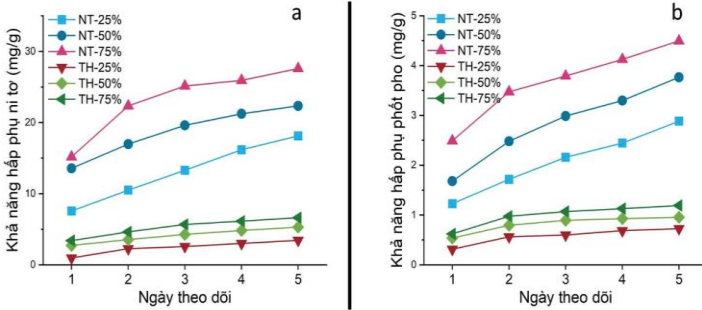 a
NT-25%
NT-50%
NT-75%
TH-25%
TH-50%
TH-75%
Khả năng hấp phụ ni tơ (mg/g)
30
20
10
0
1 2 3 4 5
Ngày theo dõi
b
NT-25%
NT-50%
NT-75%
TH-25%
TH-50%
TH-75%
Khả năng hấp phụ phốt pho (mg/g)
5
4
3
2
1
0
1 2 3 4 5
Ngày theo dõi